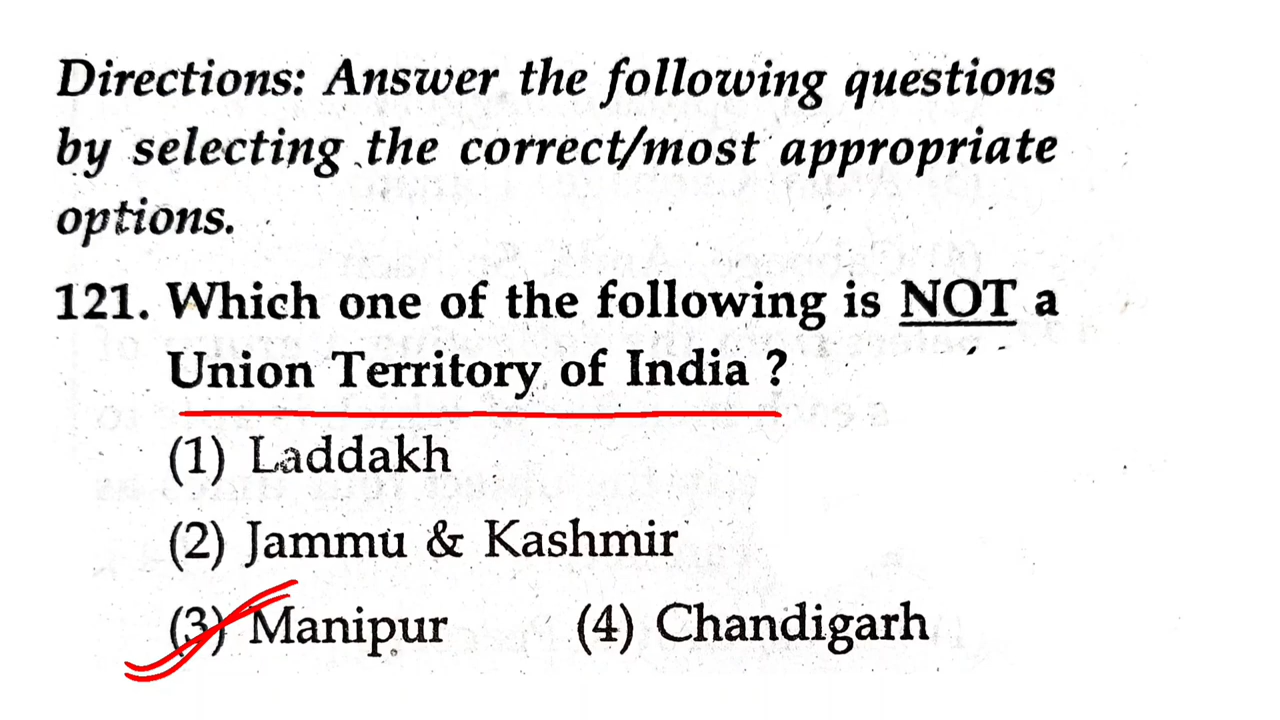 Directions: Answer the following questions
by selecting the correct/most appropriate
options.
121. Which one of the following is NOT a
Union Territory of India ?
(1) Laddakh
(2) Jammu & Kashmir
(3) Manipur (4) Chandigarh